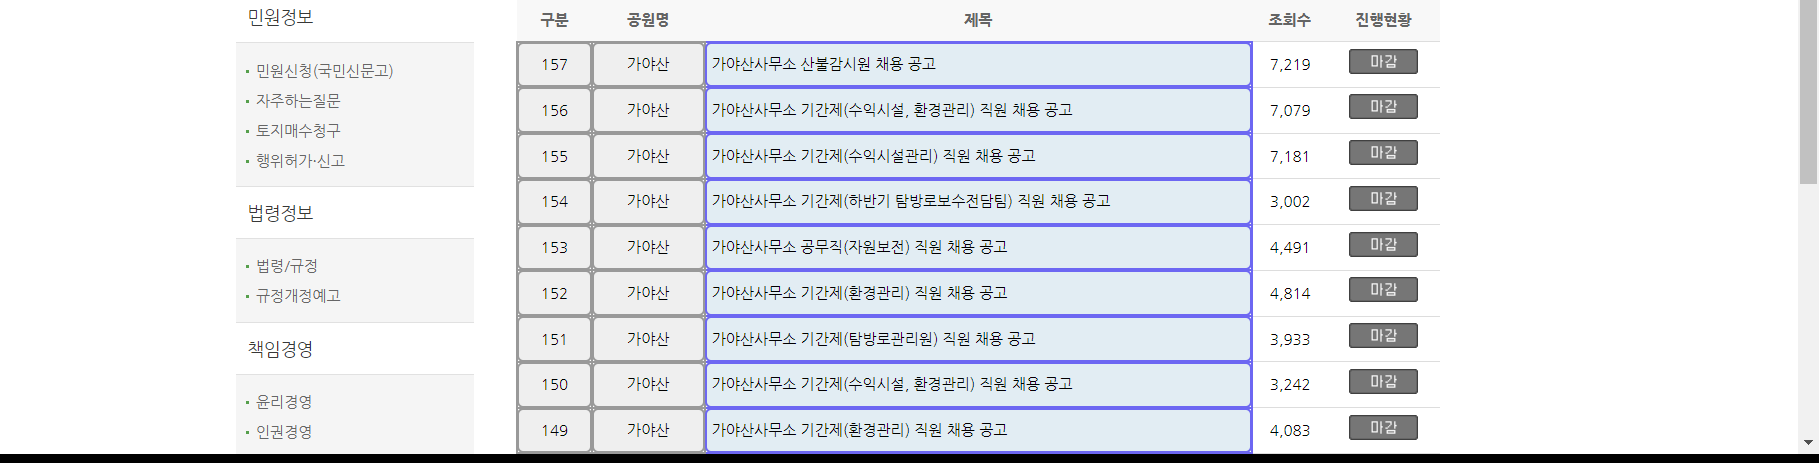 민원정보
민원신청(국민신문고)
자주하는질문
토지매수청구
행위허가·신고
법령정보
법령/규정
규정개정예고
책임경영
윤리경영
인권경영
구분 공원명 제목 조회수 진행현황
157 가야산 가야산사무소 산불감시원 채용 공고 7,219 마감
156 가야산 가야산사무소 기간제(수익시설, 환경관리) 직원 채용 공고 7,079 마감
155 가야산 가야산사무소 기간제(수익시설관리) 직원 채용 공고 7,181 마감
154 가야산 가야산사무소 기간제(하반기 탐방로보수전담팀) 직원 채용 공고 3,002 마감
153 가야산 가야산사무소 공무직(자원보전) 직원 채용 공고 4,491 마감
152 가야산 가야산사무소 기간제(환경관리) 직원 채용 공고 4,814 마감
151 가야산 가야산사무소 기간제(탐방로관리원) 직원 채용 공고 3,933 마감
150 가야산 가야산사무소 기간제(수익시설, 환경관리) 직원 채용 공고 3,242 마감
149 가야산 가야산사무소 기간제(환경관리) 직원 채용 공고 4,083 마감